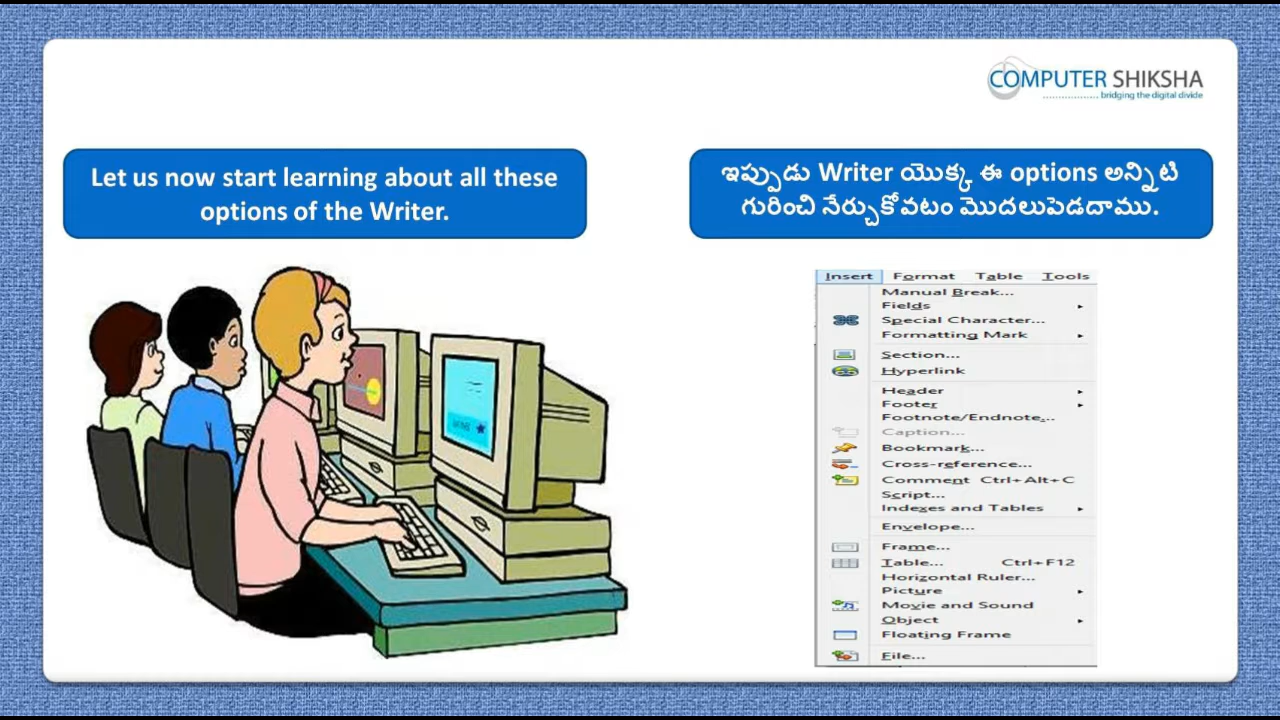 COMPUTER SHIKSHA
bridging the digital divide
Let us now start learning about all these
options of the Writer.
ఇప్పుడు Writer యొక్క ఈ options అన్నిటి
గురించి నేర్చుకోవటం మొదలుపెడదాము.
Insert Format Table Tools
Manual Break...
Fields
Special Character...
Formatting Mark
Section...
Hyperlink
Header
Footer
Footnote/Endnote...
Caption...
Bookmark...
Cross-reference...
Comment Ctrl+Alt+C
Script...
Indexes and Tables
Envelope...
Frame...
Table... Ctrl+F12
Horizontal Ruler...
Picture
Movie and Sound
Object
Floating Frame
File...